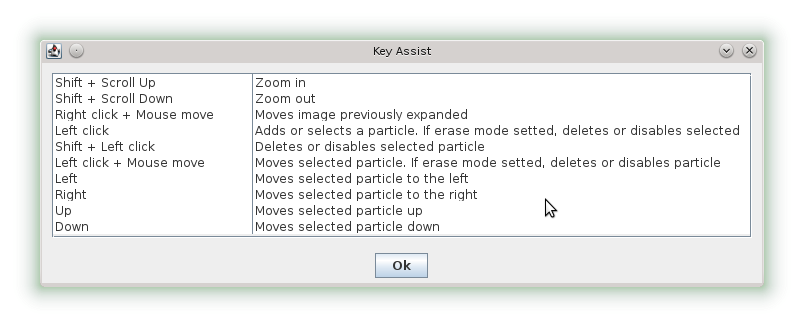 Key Assist
Shift + Scroll Up Zoom in
Shift + Scroll Down Zoom out
Right click + Mouse move Moves image previously expanded
Left click Adds or selects a particle. If erase mode setted, deletes or disables selected
Shift + Left click Deletes or disables selected particle
Left click + Mouse move Moves selected particle. If erase mode setted, deletes or disables particle
Left Moves selected particle to the left
Right Moves selected particle to the right
Up Moves selected particle up
Down Moves selected particle down
Ok